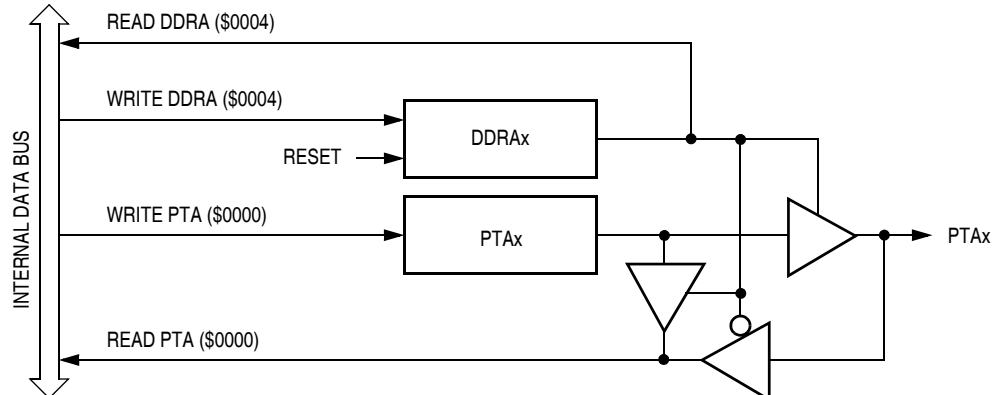 READ DDRA ($0004)
WRITE DDRA ($0004)
DDRAx
RESET
INTERNAL DATA BUS
WRITE PTA ($0000)
PTAx
PTAx
READ PTA ($0000)